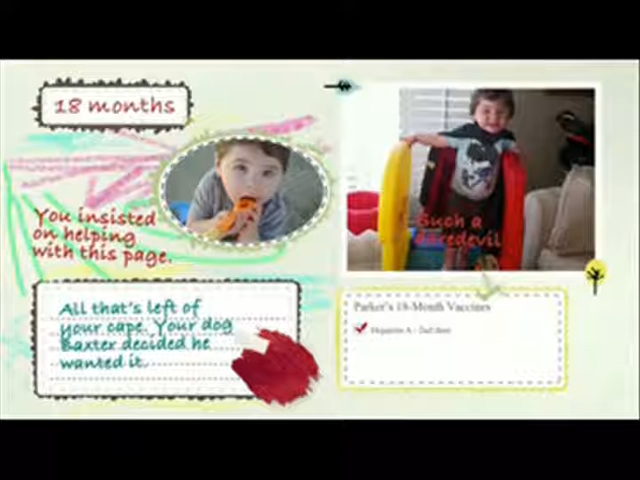 18 months
You insisted
on helping
with this page.
Such a
daredevil
All that's left of
your cape. Your dog
Baxter decided he
wanted it.
Parker's 18-Month Vaccines
Hepatitis A -